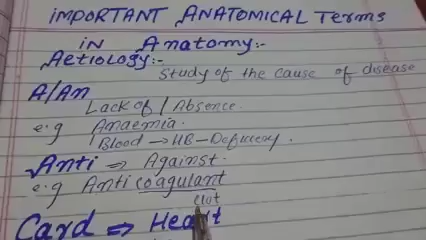 IMPORTANT ANATOMICAL Terms
in Anatomy:-
Aetiology:-
Study of the cause of disease
A/An
Lack of / Absence.
e.g Anaemia.
Blood → HB-Deficiency.
Anti ⇒ Against.
e.g Anticoagulant
clot
Card ⇒ Heart